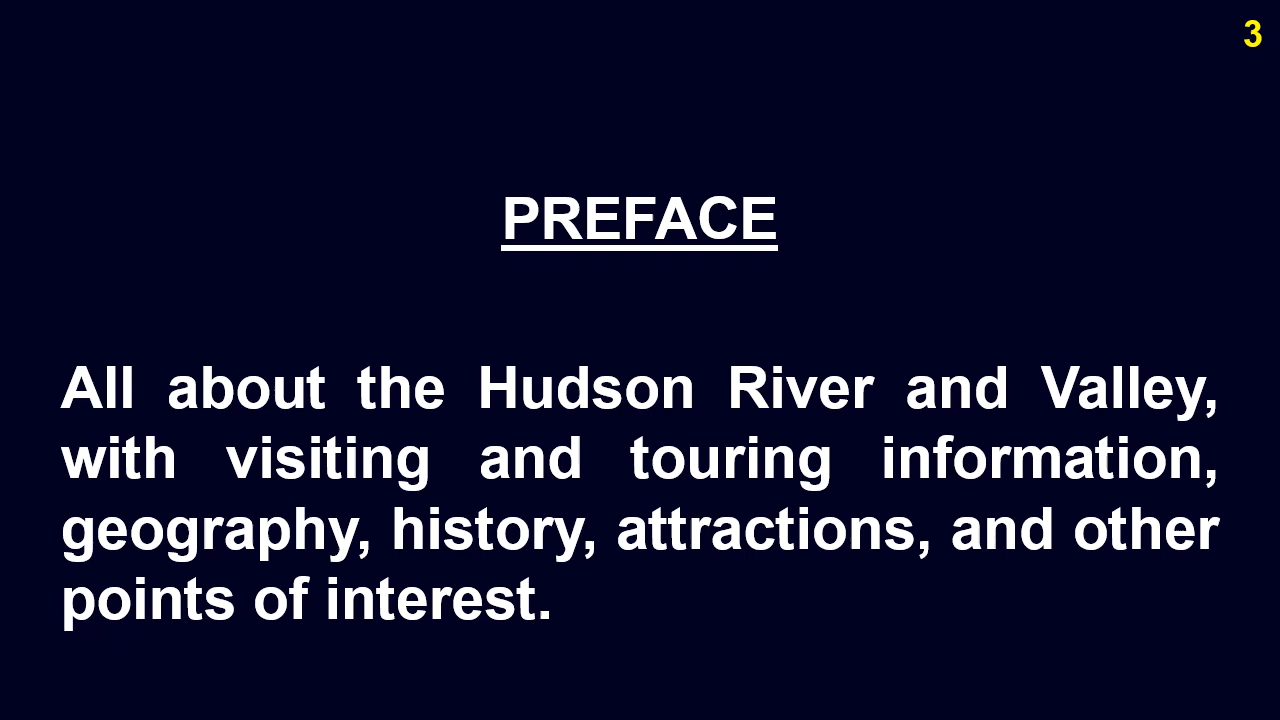 3
PREFACE
All about the Hudson River and Valley,
with visiting and touring information,
geography, history, attractions, and other
points of interest.